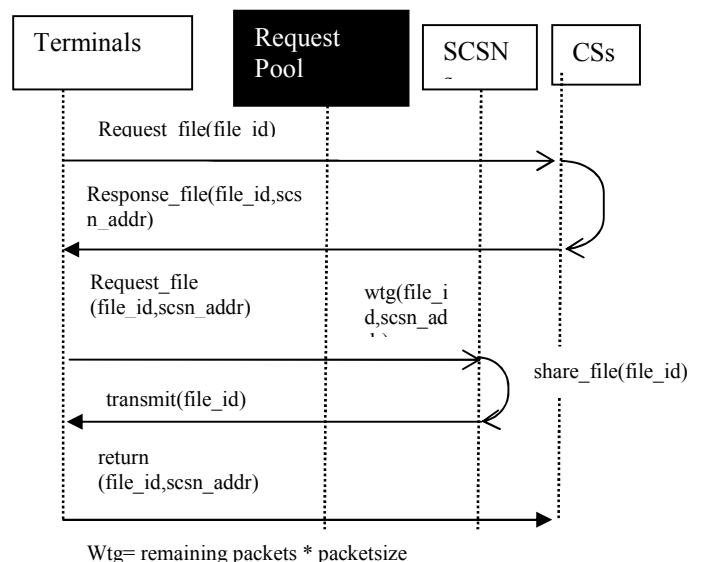 Terminals
Request
Pool
SCSN
CSs
Request_file(file_id)
Response_file(file_id,scs
n_addr)
Request_file
(file_id,scsn_addr)
wtg(file_i
d,scsn_ad
share_file(file_id)
transmit(file_id)
return
(file_id,scsn_addr)
Wtg= remaining packets * packetsize